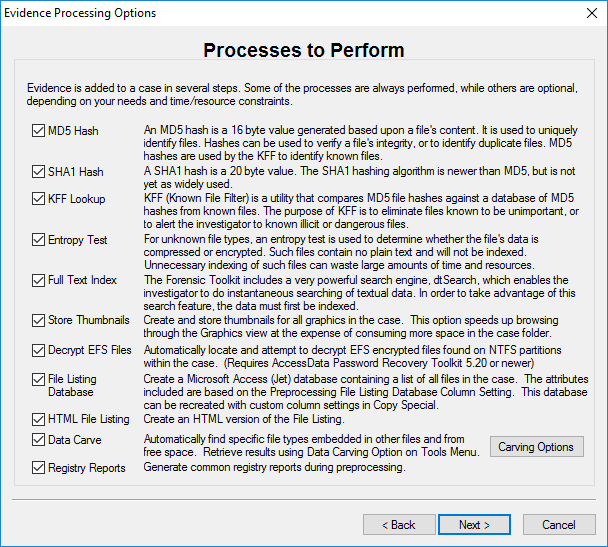 Evidence Processing Options
Processes to Perform
Evidence is added to a case in several steps. Some of the processes are always performed, while others are optional,
depending on your needs and time/resource constraints.
MD5 Hash
An MD5 hash is a 16 byte value generated based upon a file's content. It is used to uniquely
identify files. Hashes can be used to verify a file's integrity, or to identify duplicate files. MD5
hashes are used by the KFF to identify known files.
SHA1 Hash
A SHA1 hash is a 20 byte value. The SHA1 hashing algorithm is newer than MD5, but is not
yet as widely used.
KFF Lookup
KFF (Known File Filter) is a utility that compares MD5 file hashes against a database of MD5
hashes from known files. The purpose of KFF is to eliminate files known to be unimportant, or
to alert the investigator to known illicit or dangerous files.
Entropy Test
For unknown file types, an entropy test is used to determine whether the file's data is
compressed or encrypted. Such files contain no plain text and will not be indexed.
Unnecessary indexing of such files can waste large amounts of time and resources.
Full Text Index
The Forensic Toolkit includes a very powerful search engine, dtSearch, which enables the
investigator to do instantaneous searching of textual data. In order to take advantage of this
search feature, the data must first be indexed.
Store Thumbnails
Create and store thumbnails for all graphics in the case. This option speeds up browsing
through the Graphics view at the expense of consuming more space in the case folder.
Decrypt EFS Files
Automatically locate and attempt to decrypt EFS encrypted files found on NTFS partitions
within the case. (Requires AccessData Password Recovery Toolkit 5.20 or newer)
File Listing
Database
Create a Microsoft Access (Jet) database containing a list of all files in the case. The attributes
included are based on the Preprocessing File Listing Database Column Setting. This database
can be recreated with custom column settings in Copy Special.
HTML File Listing
Create an HTML version of the File Listing.
Data Carve
Automatically find specific file types embedded in other files and from
free space. Retrieve results using Data Carving Option on Tools Menu.
Carving Options
Registry Reports
Generate common registry reports during preprocessing.
< Back
Next >
Cancel